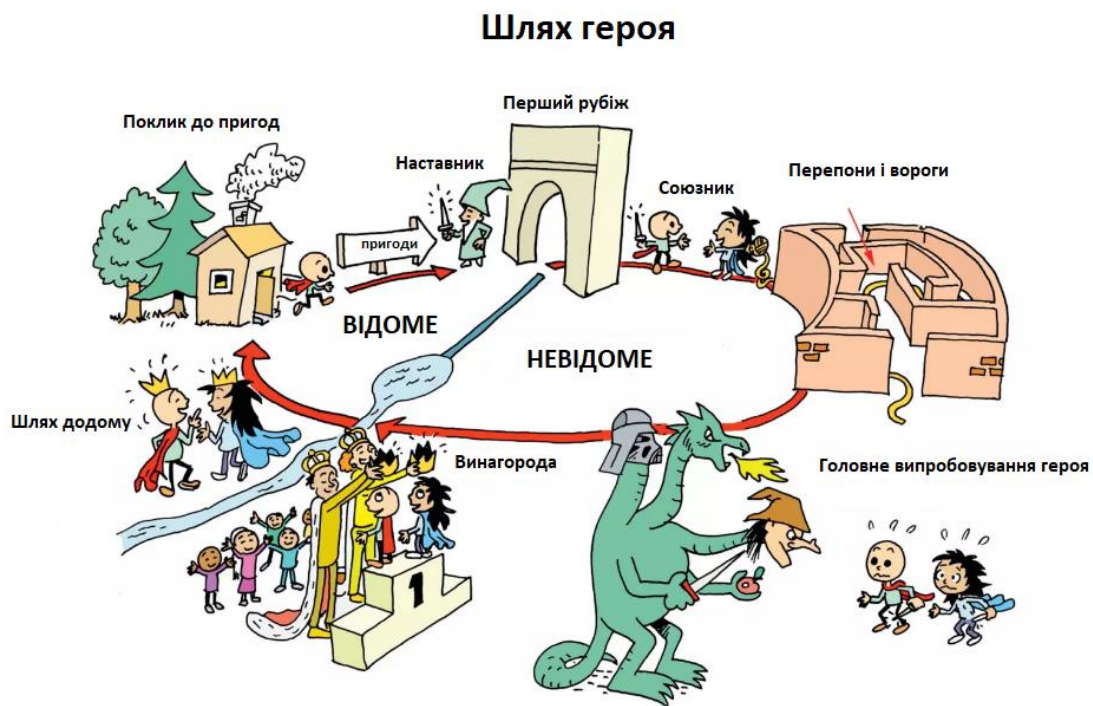 Шлях героя
Перший рубіж
Поклик до пригод
Наставник
Союзник
Перепони і вороги
пригоди
ВІДОМЕ
НЕВІДОМЕ
Шлях додому
Винагорода
Головне випробовування героя
1